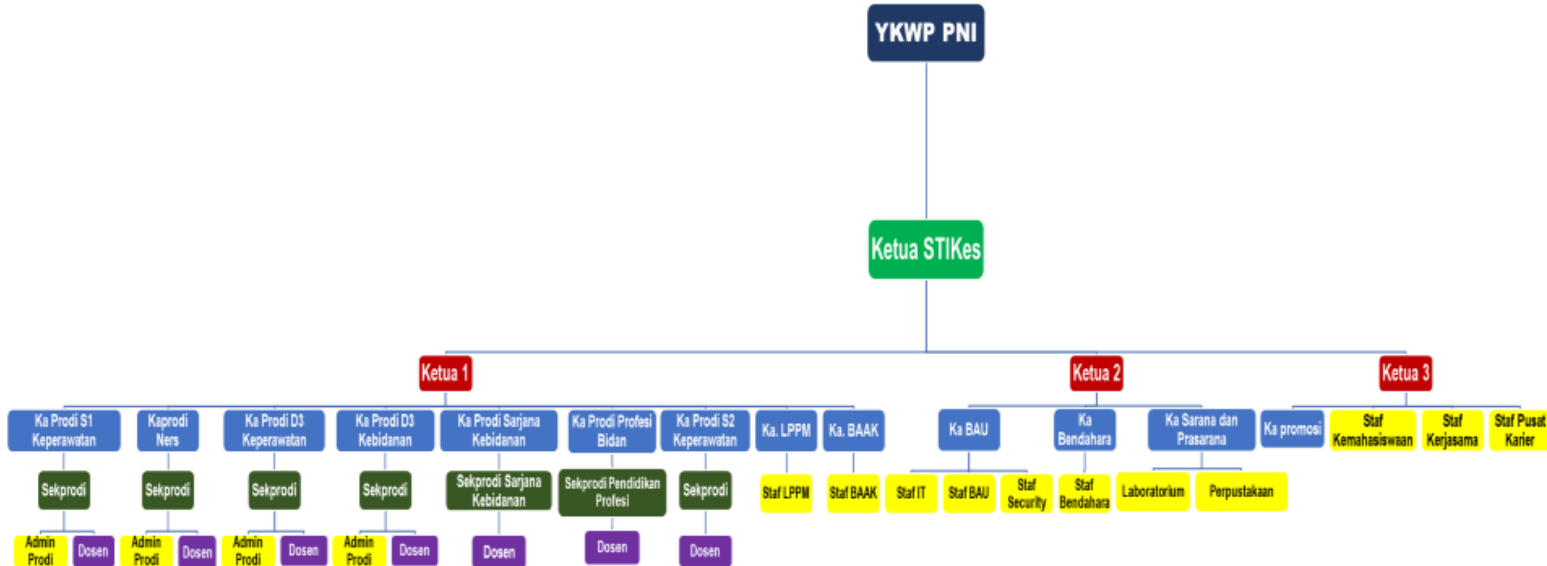 YKWP PNI
Ketua STIKes
Ketua 1
Ketua 2
Ketua 3
Ka Prodi S1
Keperawatan
Kaprodi
Ners
Ka Prodi D3
Keperawatan
Ka Prodi D3
Kebidanan
Ka Prodi Sarjana
Kebidanan
Ka Prodi Profesi
Bidan
Ka Prodi S2
Keperawatan
Ka. LPPM
Ka. BAAK
Ka BAU
Ka
Bendahara
Ka Sarana dan
Prasarana
Ka promosi
Staf
Kemahasiswaan
Staf
Kerjasama
Staf Pusat
Karier
Sekprodi
Sekprodi
Sekprodi
Sekprodi
Sekprodi Sarjana
Kebidanan
Sekprodi Pendidikan
Profesi
Sekprodi
Staf LPPM
Staf BAAK
Staf IT
Staf BAU
Staf
Security
Staf
Bendahara
Laboratorium
Perpustakaan
Admin
Prodi
Dosen
Admin
Prodi
Dosen
Admin
Prodi
Dosen
Admin
Prodi
Dosen
Dosen
Dosen
Dosen